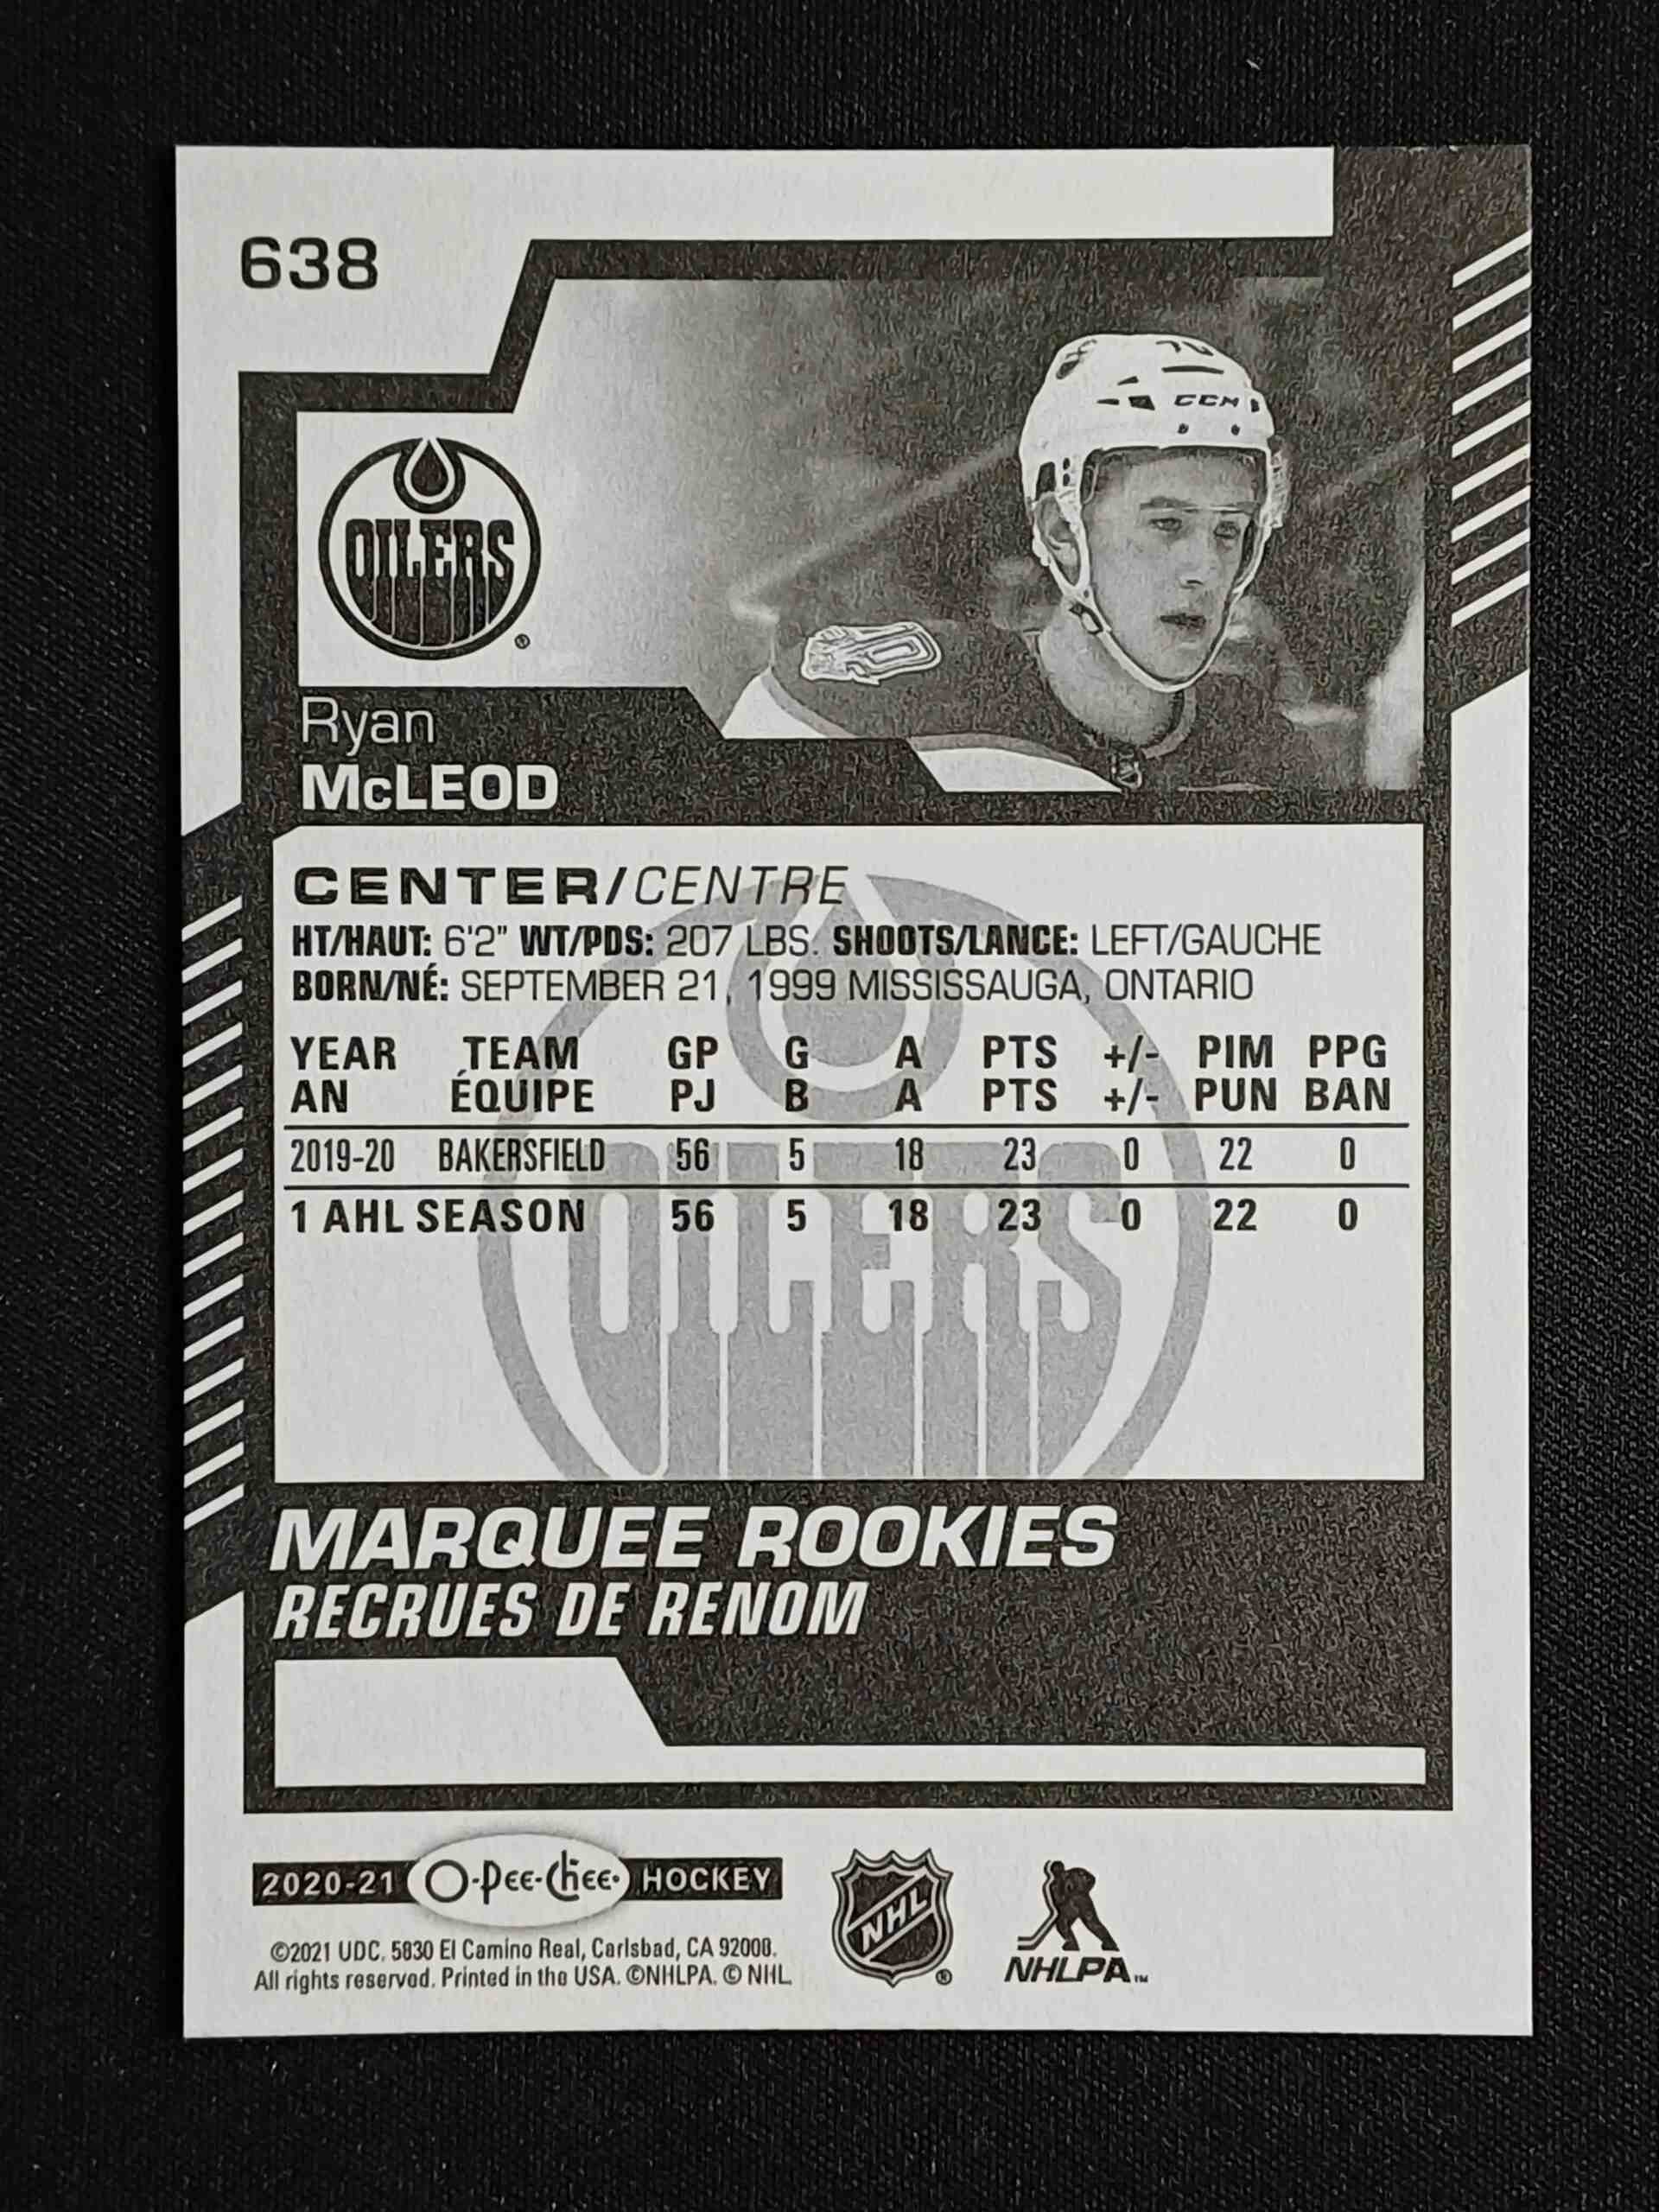 638
CCM
OILERS
®
Ryan
McLEOD
CENTER/CENTRE
HT/HAUT: 6'2" WT/PDS: 207 LBS. SHOOTS/LANCE: LEFT/GAUCHE
BORN/NÉ: SEPTEMBER 21, 1999 MISSISSAUGA, ONTARIO
YEAR TEAM GP G A PTS +/- PIM PPG
AN ÉQUIPE PJ B A PTS +/- PUN BAN
2019-20 BAKERSFIELD 56 5 18 23 0 22 0
1 AHL SEASON 56 5 18 23 0 22 0
OILERS
MARQUEE ROOKIES
RECRUES DE RENOM
2020-21 O-Pee-Chee HOCKEY
©2021 UDC. 5830 El Camino Real, Carlsbad, CA 92008.
All rights reserved. Printed in the USA. ©NHLPA. © NHL.
NHL ®
NHLPA™